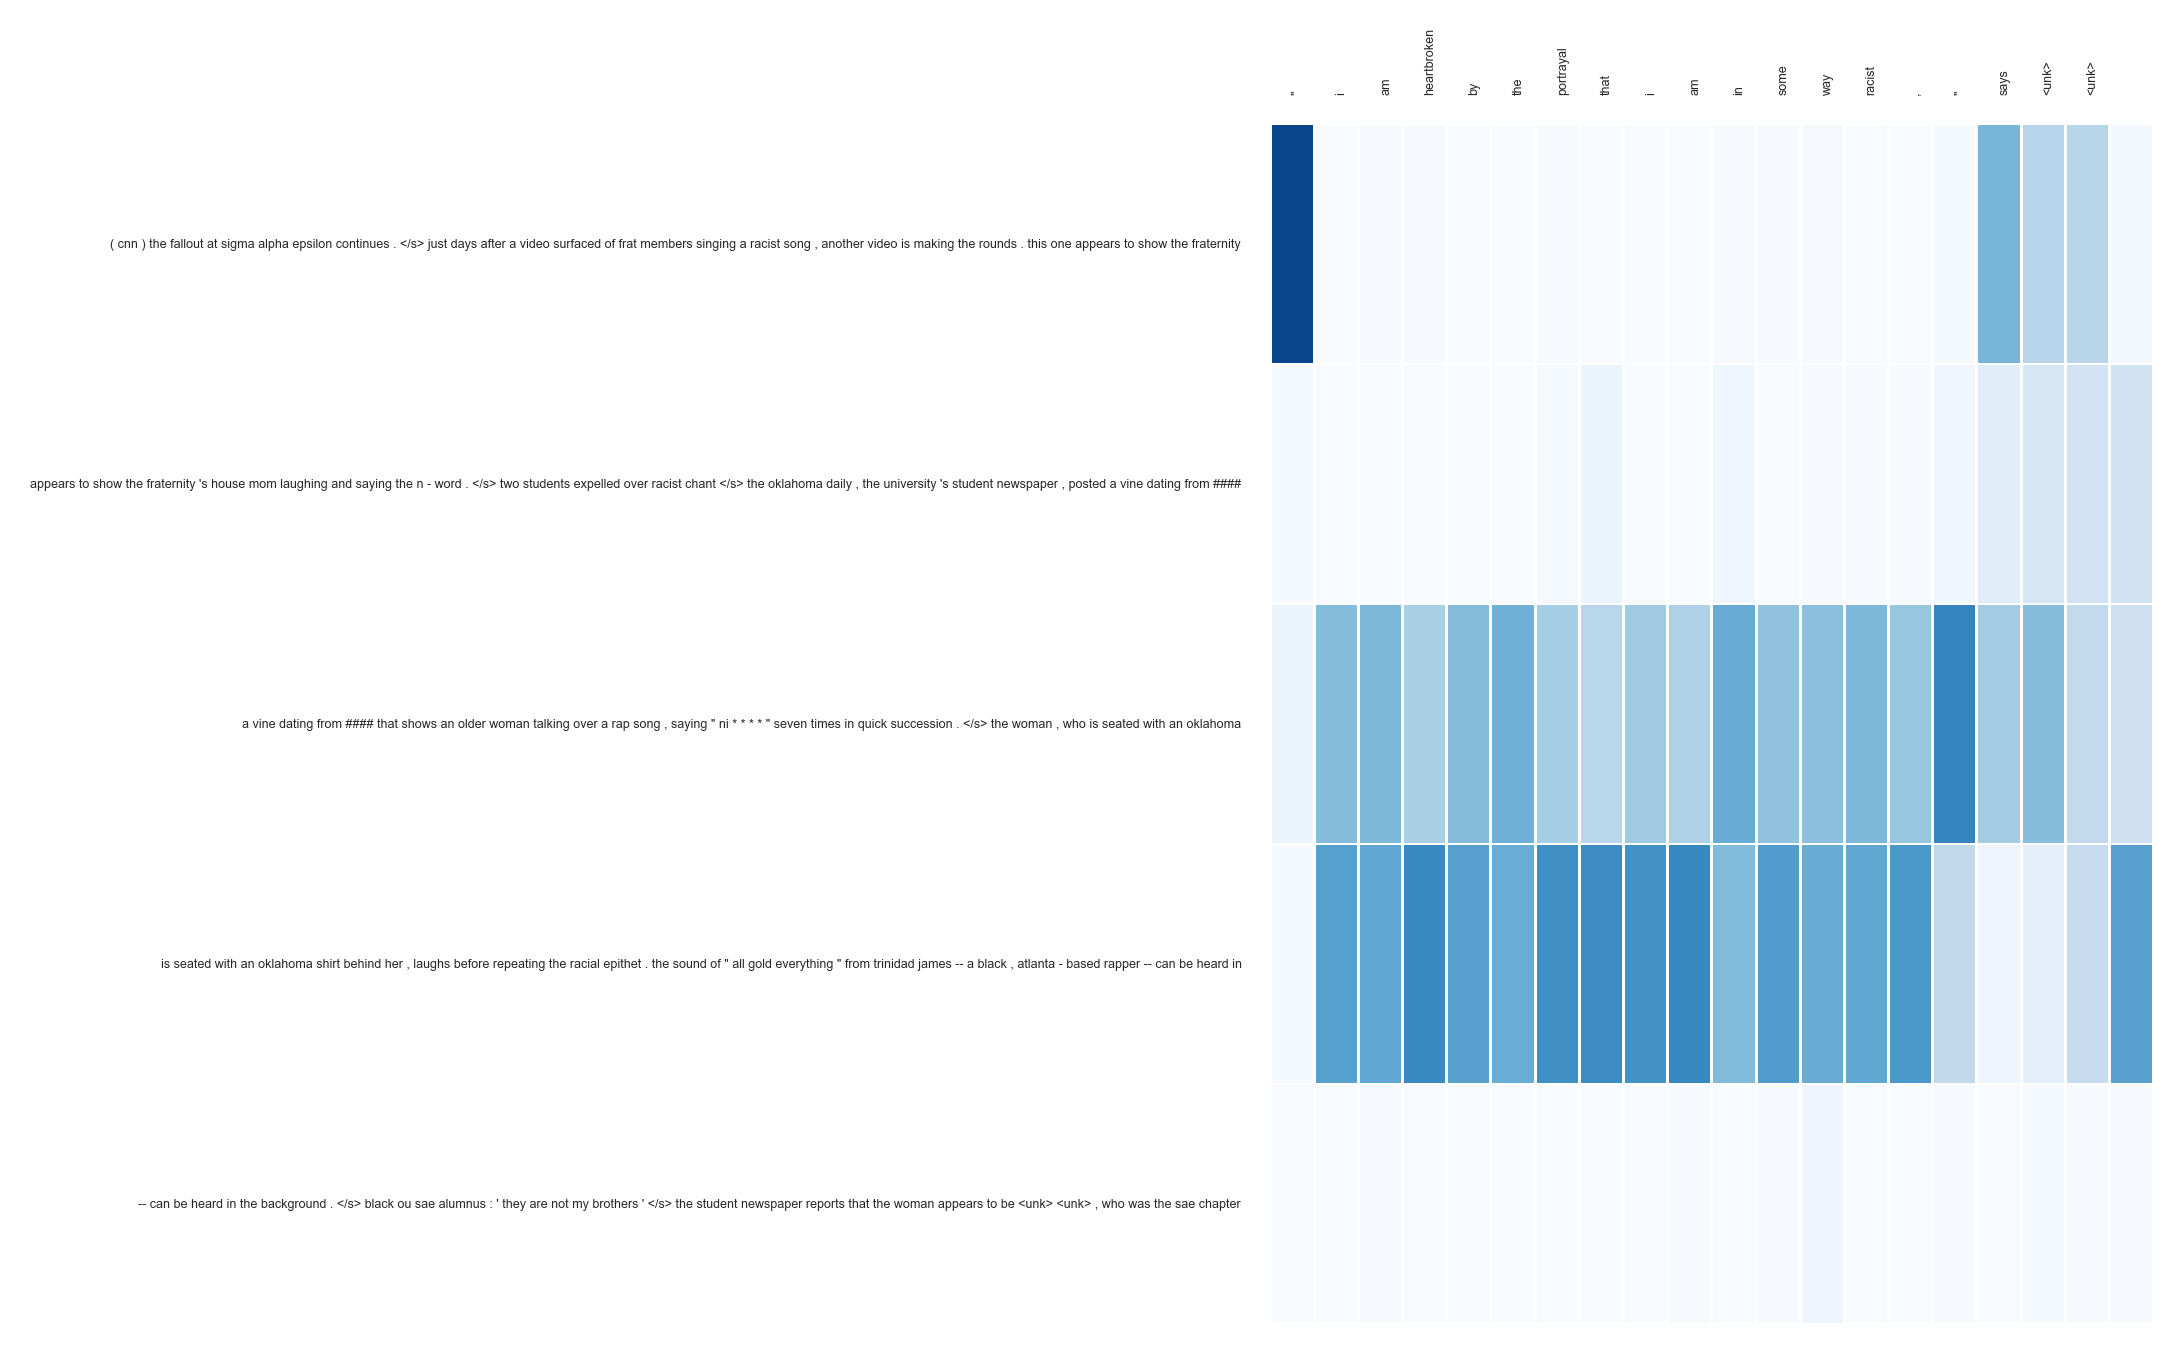 " i am heartbroken by the portrayal that i am in some way racist , " says <unk> <unk>
( cnn ) the fallout at sigma alpha epsilon continues . </s> just days after a video surfaced of frat members singing a racist song , another video is making the rounds . this one appears to show the fraternity
appears to show the fraternity 's house mom laughing and saying the n - word . </s> two students expelled over racist chant </s> the oklahoma daily , the university 's student newspaper , posted a vine dating from ####
a vine dating from #### that shows an older woman talking over a rap song , saying " ni * * * * " seven times in quick succession . </s> the woman , who is seated with an oklahoma
is seated with an oklahoma shirt behind her , laughs before repeating the racial epithet . the sound of " all gold everything " from trinidad james -- a black , atlanta - based rapper -- can be heard in
-- can be heard in the background . </s> black ou sae alumnus : ' they are not my brothers ' </s> the student newspaper reports that the woman appears to be <unk> <unk> , who was the sae chapter